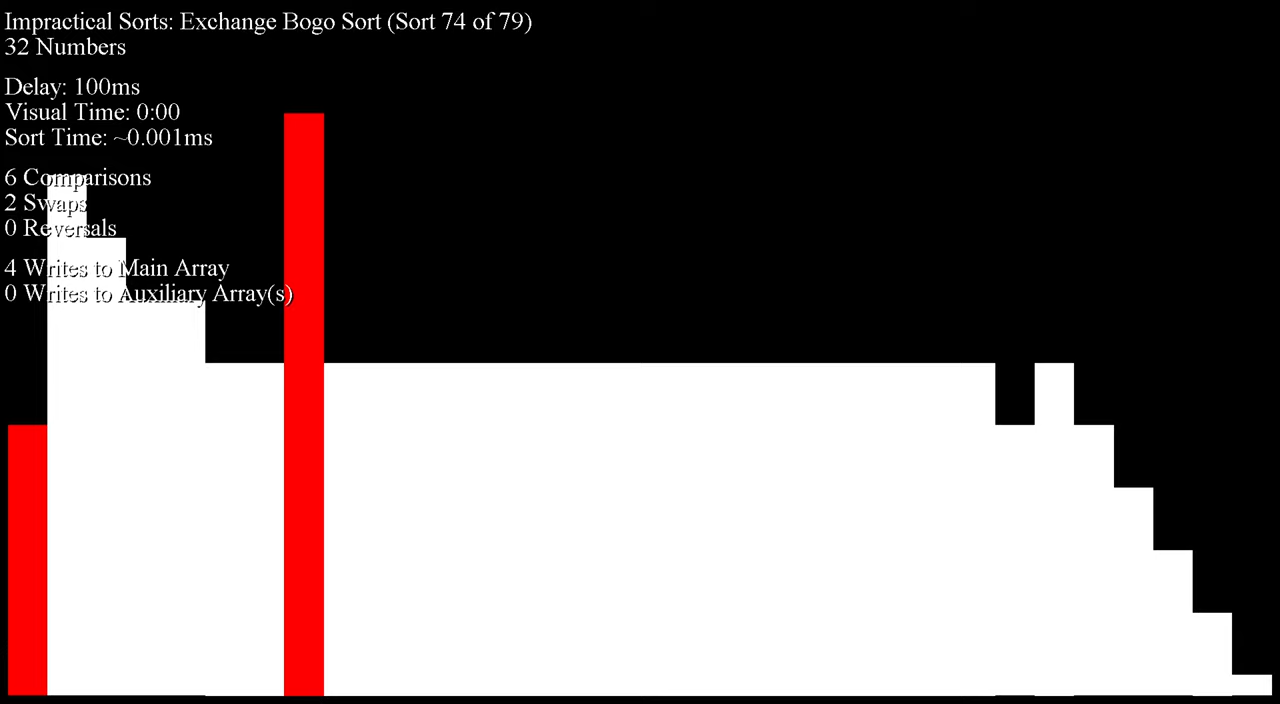 Impractical Sorts: Exchange Bogo Sort (Sort 74 of 79)
32 Numbers
Delay: 100ms
Visual Time: 0:00
Sort Time: ~0.001ms
6 Comparisons
2 Swaps
0 Reversals
4 Writes to Main Array
0 Writes to Auxiliary Array(s)